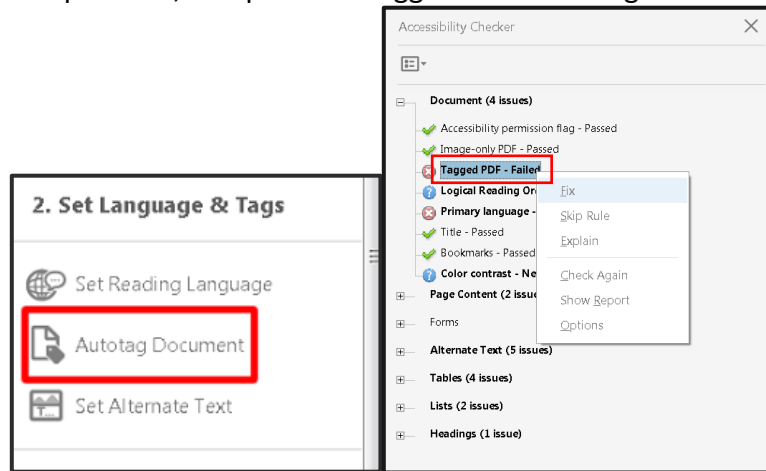 2. Set Language & Tags
Set Reading Language
Autotag Document
Set Alternate Text
Accessibility Checker
Document (4 issues)
Accessibility permission flag - Passed
Image-only PDF - Passed
Tagged PDF - Failed
Logical Reading
Primary language -
Title - Passed
Bookmarks - Passed
Color contrast -
Page Content (2
Forms
Alternate Text (5 issues)
Tables (4 issues)
Lists (2 issues)
Headings (1 issue)
Fix
Skip Rule
Explain
Check Again
Show Report
Options